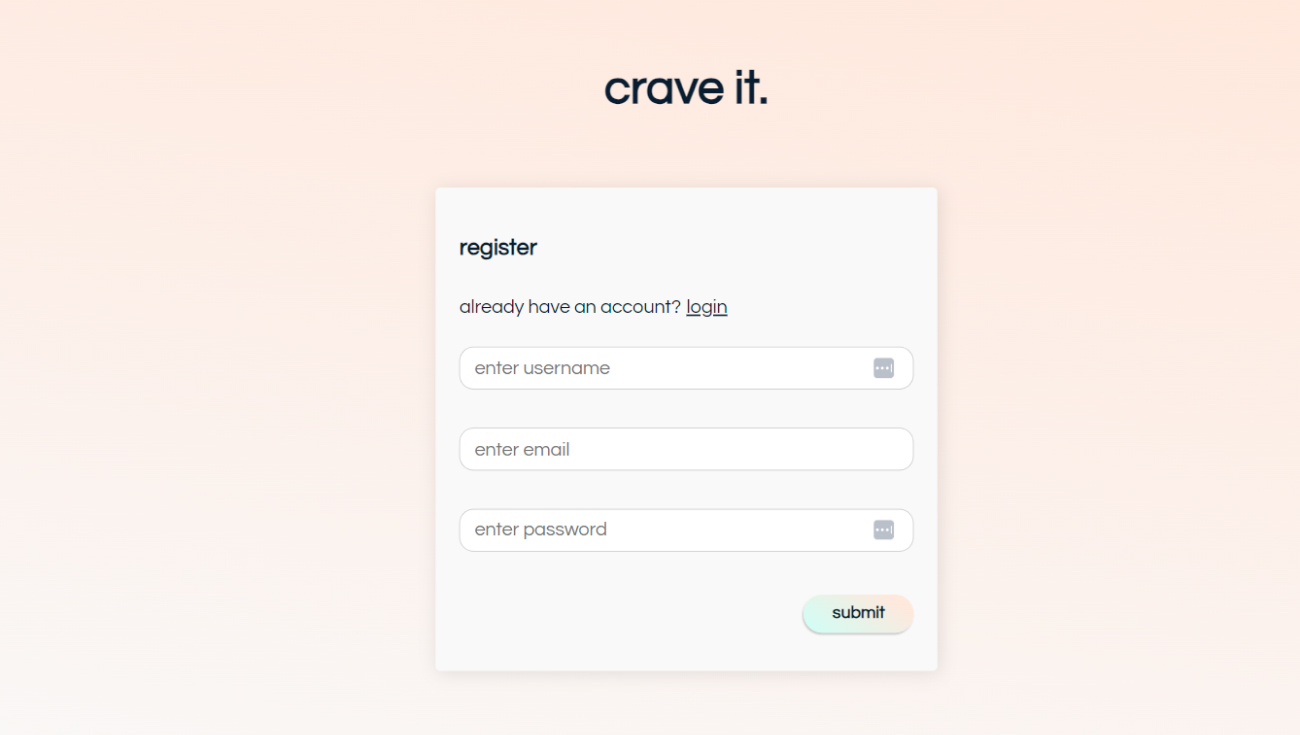 crave it.
register
already have an account? login
enter username
enter email
enter password
submit